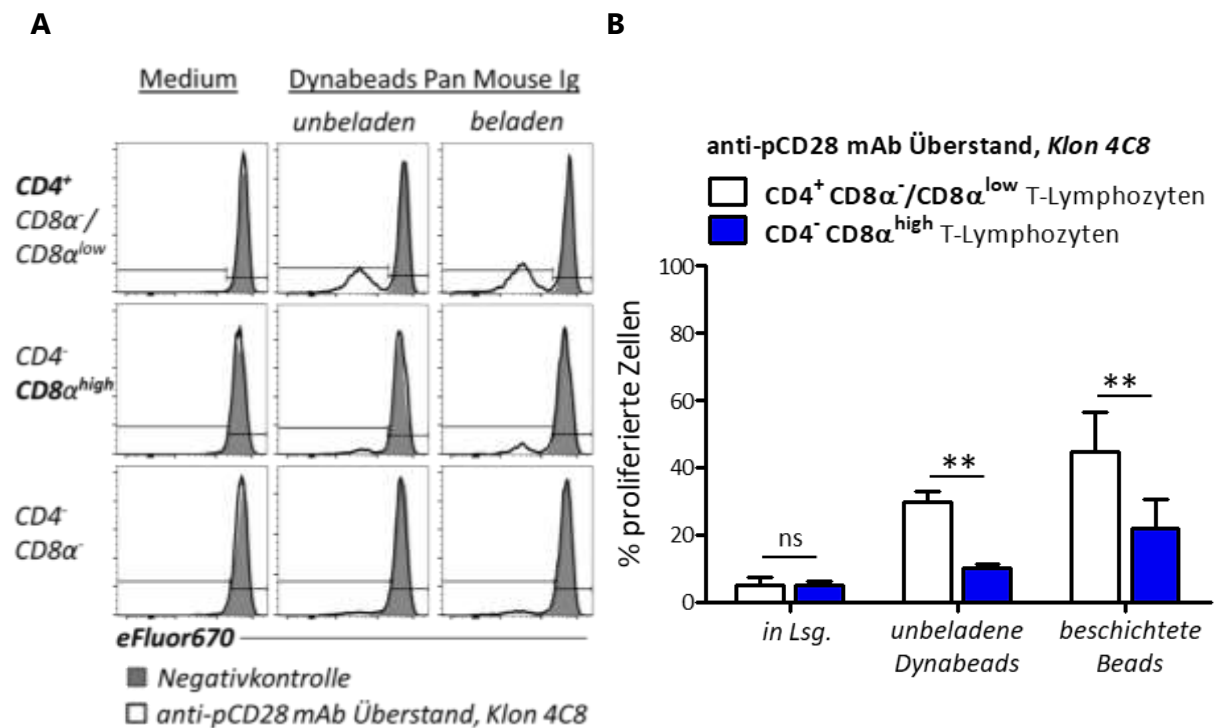 A
Medium
Dynabeads Pan Mouse Ig
unbeladen
beladen
CD4⁺
CD8α⁻/
CD8αˡᵒʷ
CD4⁻
CD8αʰⁱᵍʰ
CD4⁻
CD8α⁻
eFluor670
Negativkontrolle
anti-pCD28 mAb Überstand, Klon 4C8
B
anti-pCD28 mAb Überstand, Klon 4C8
CD4⁺ CD8α⁻/CD8αˡᵒʷ T-Lymphozyten
CD4⁻ CD8αʰⁱᵍʰ T-Lymphozyten
% proliferierte Zellen
100
80
60
40
20
0
ns
**
**
in Lsg.
unbeladene
Dynabeads
beschichtete
Beads